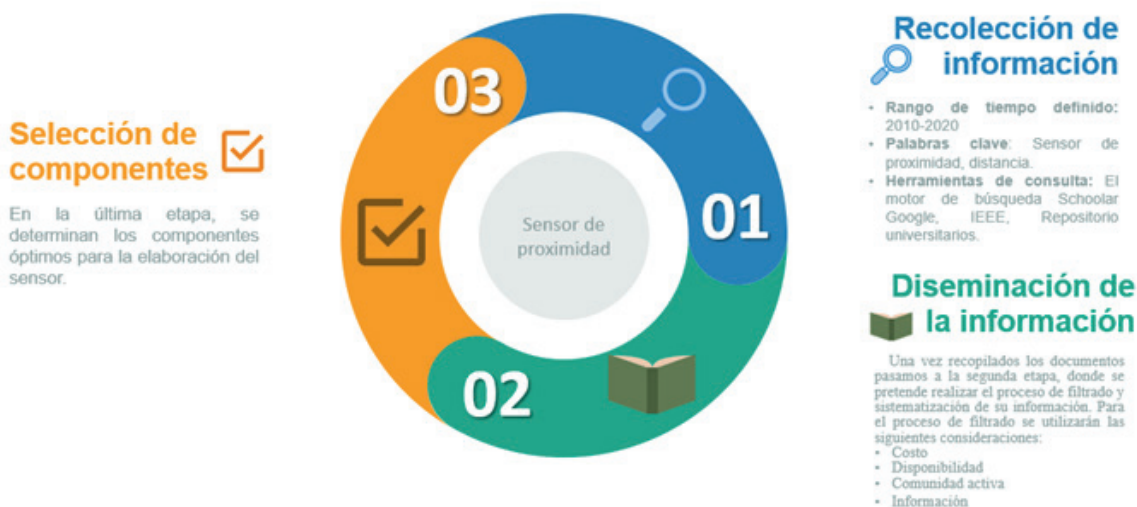 Recolección de
información
• Rango de tiempo definido:
2010-2020
• Palabras clave: Sensor de
proximidad, distancia.
• Herramientas de consulta: El
motor de búsqueda Schoolar
Google, IEEE, Repositorio
universitarios.
03
01
02
Sensor de
proximidad
Selección de
componentes
En la última etapa, se
determinan los componentes
óptimos para la elaboración del
sensor.
Diseminación de
la información
Una vez recopilados los documentos
pasamos a la segunda etapa, donde se
pretende realizar el proceso de filtrado y
sistematización de su información. Para
el proceso de filtrado se utilizarán las
siguientes consideraciones:
• Costo
• Disponibilidad
• Comunidad activa
• Información